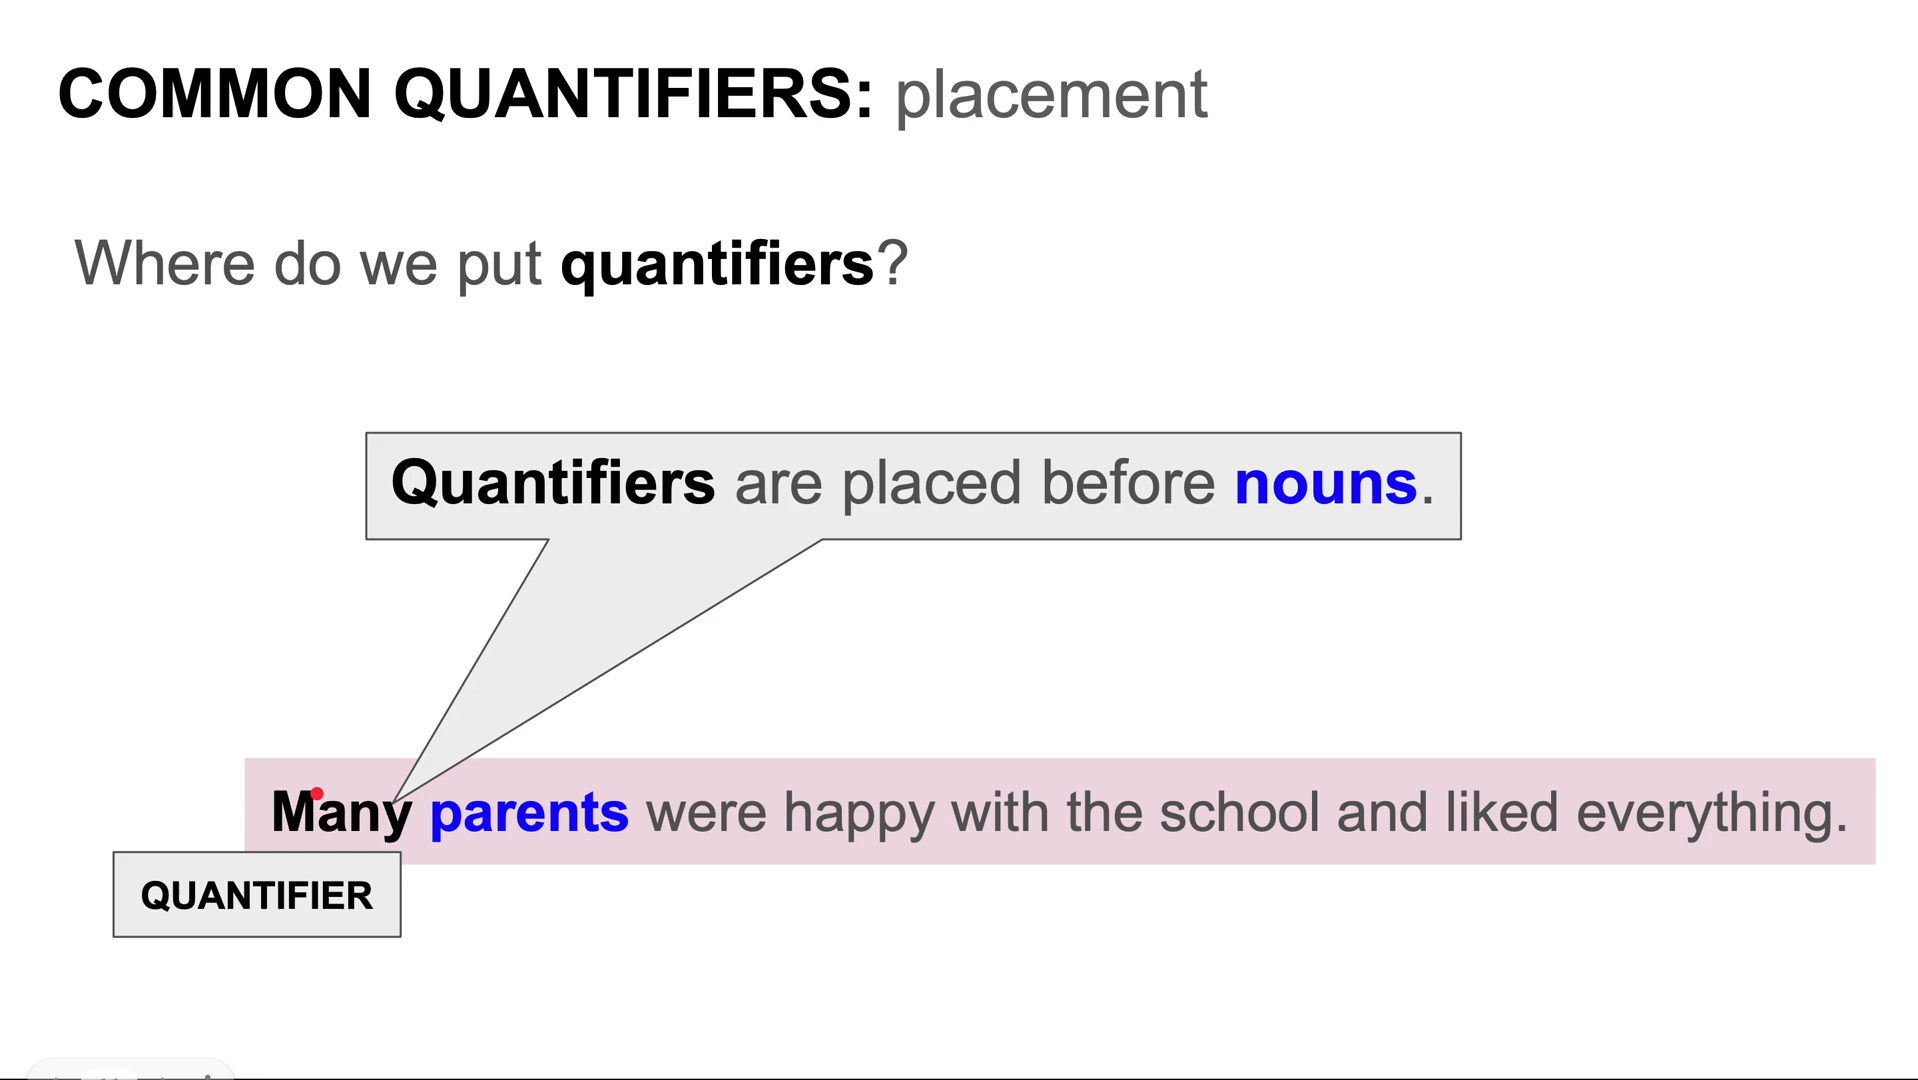 COMMON QUANTIFIERS: placement
Where do we put quantifiers?
Quantifiers are placed before nouns.
Many parents were happy with the school and liked everything.
QUANTIFIER